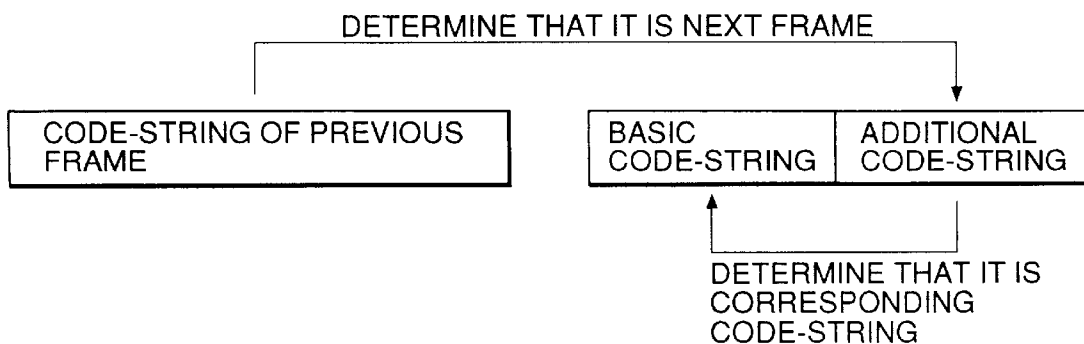 DETERMINE THAT IT IS NEXT FRAME
CODE-STRING OF PREVIOUS
FRAME
BASIC
CODE-STRING
ADDITIONAL
CODE-STRING
DETERMINE THAT IT IS
CORRESPONDING
CODE-STRING